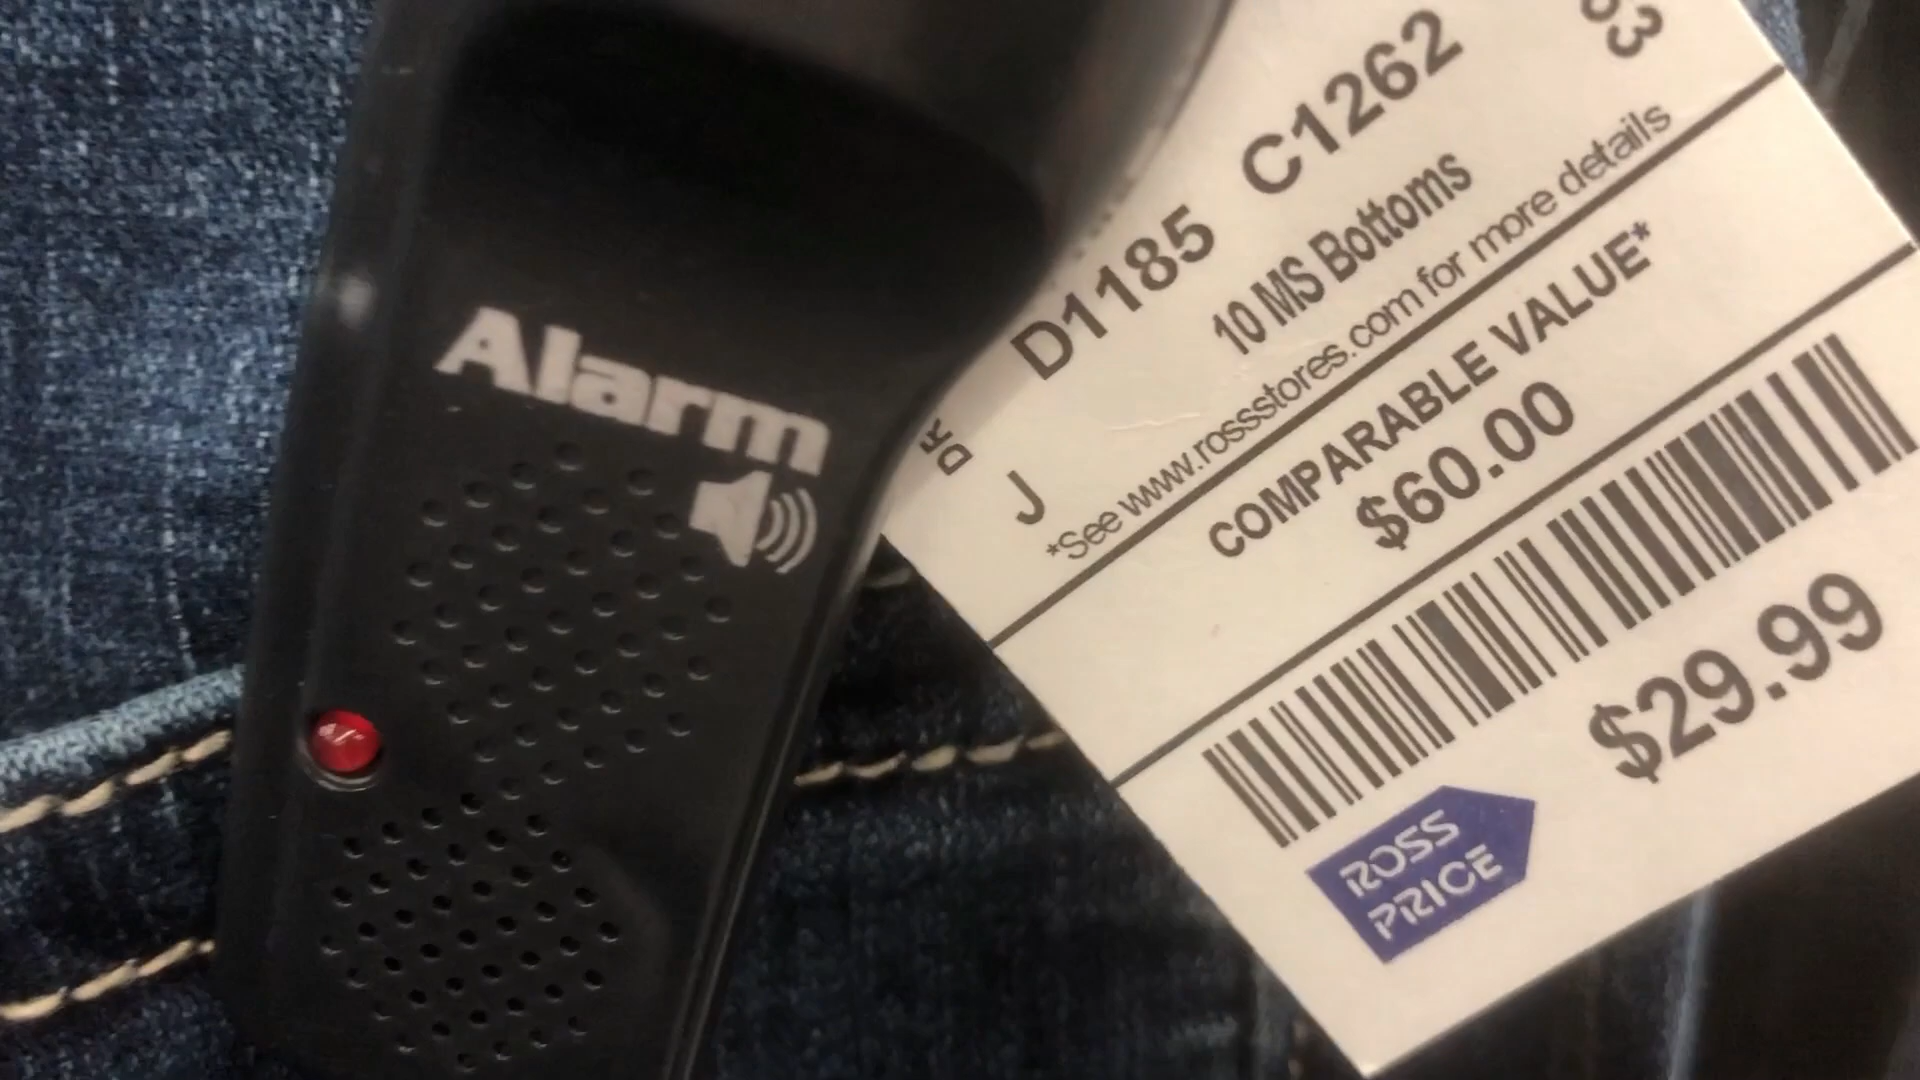 Alarm
D1185 C1262
10 MS Bottoms
J
*See www.rossstores.com for more details
COMPARABLE VALUE*
$60.00
$29.99
ROSS
PRICE